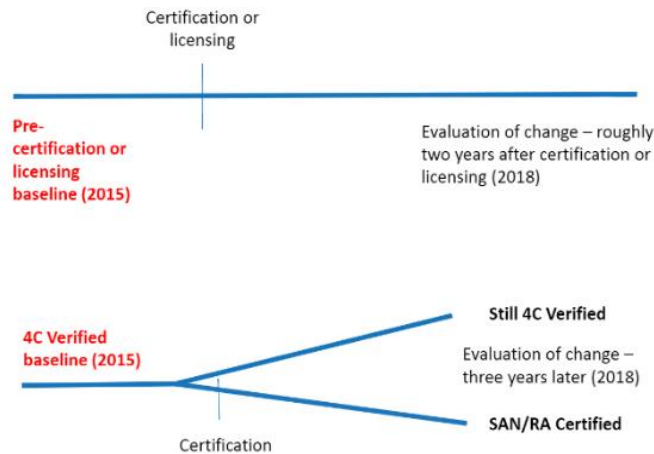 Certification or
licensing
Pre-
certification or
licensing
baseline (2015)
Evaluation of change – roughly
two years after certification or
licensing (2018)
4C Verified
baseline (2015)
Still 4C Verified
Evaluation of change –
three years later (2018)
SAN/RA Certified
Certification